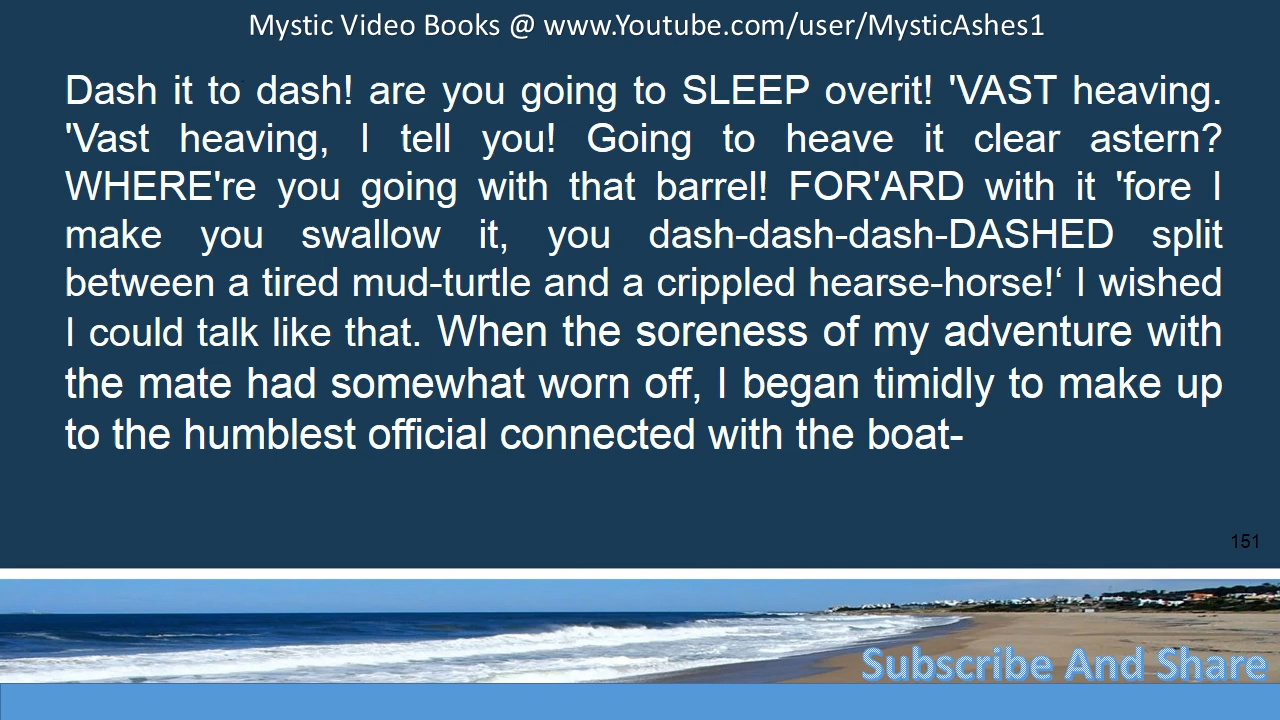 Mystic Video Books @ www.Youtube.com/user/MysticAshes1
Dash it to dash! are you going to SLEEP overit! 'VAST heaving.
'Vast heaving, I tell you! Going to heave it clear astern?
WHERE're you going with that barrel! FOR'ARD with it 'fore I
make you swallow it, you dash-dash-dash-DASHED split
between a tired mud-turtle and a crippled hearse-horse!‘ I wished
I could talk like that. When the soreness of my adventure with
the mate had somewhat worn off, I began timidly to make up
to the humblest official connected with the boat-
151
Subscribe And Share